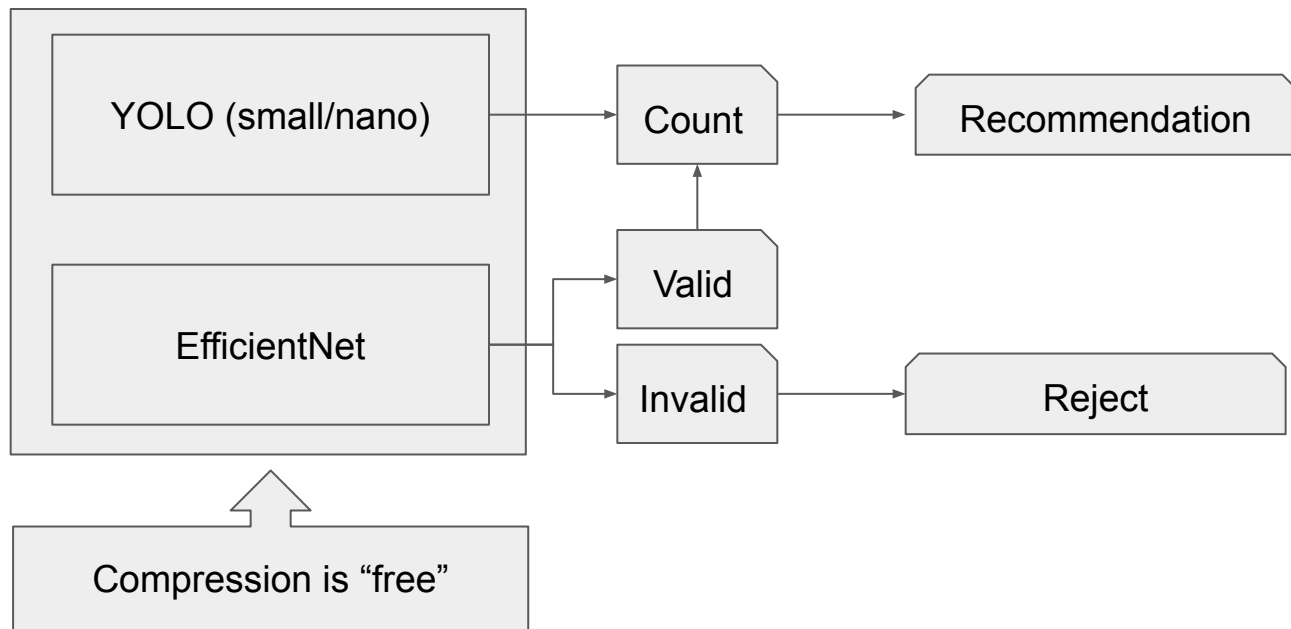 YOLO (small/nano)
Count
Recommendation
Valid
EfficientNet
Invalid
Reject
Compression is “free”